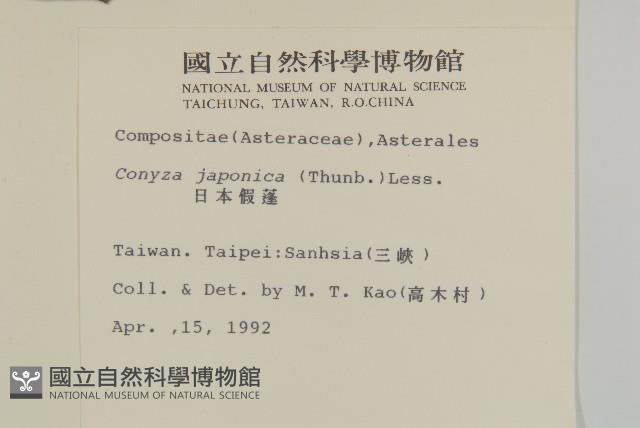 國立自然科學博物館
NATIONAL MUSEUM OF NATURAL SCIENCE
TAICHUNG, TAIWAN, R.O.CHINA
Compositae(Asteraceae),Asterales
Conyza japonica (Thunb.)Less.
日本假蓬
Taiwan. Taipei:Sanhsia(三峽)
Coll. & Det. by M. T. Kao(高木村)
Apr. ,15, 1992
國立自然科學博物館
NATIONAL MUSEUM OF NATURAL SCIENCE